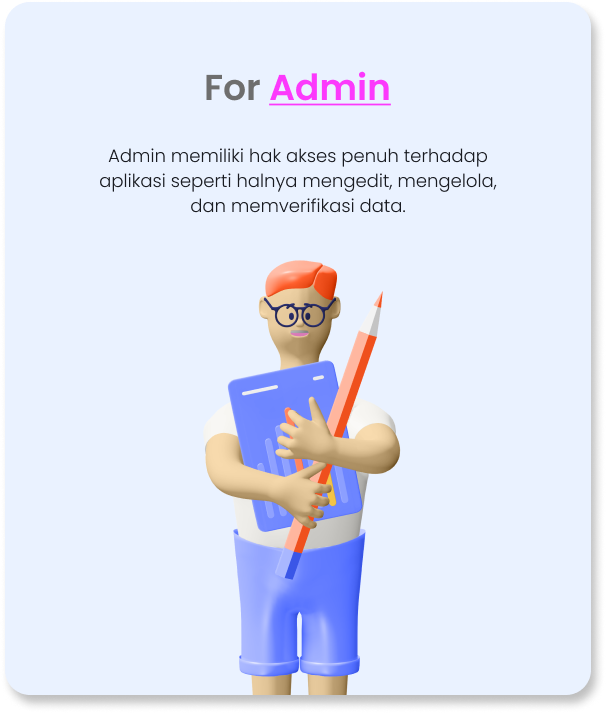 For Admin
Admin memiliki hak akses penuh terhadap
aplikasi seperti halnya mengedit, mengelola,
dan memverifikasi data.